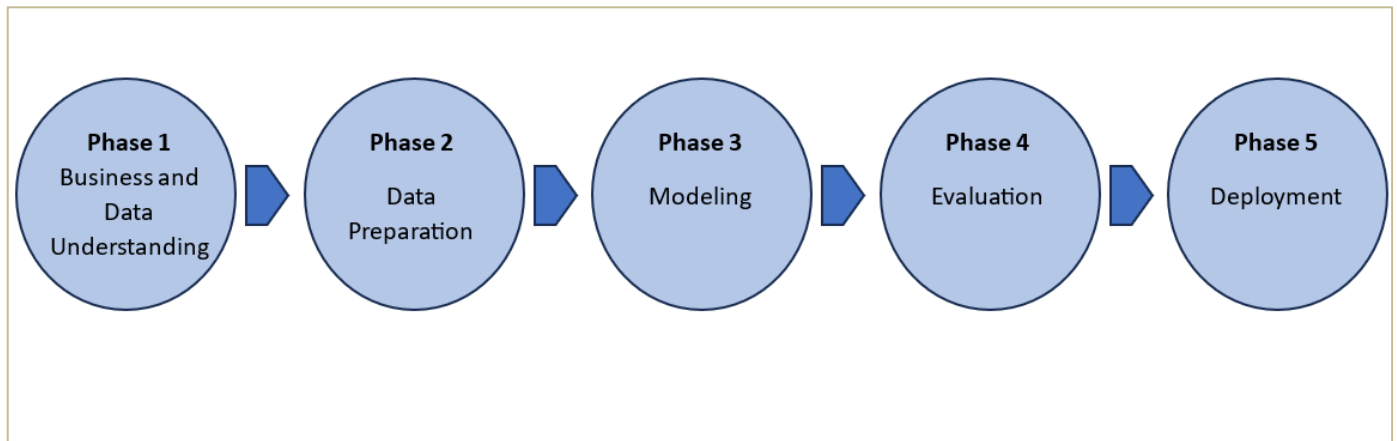 Phase 1
Business and
Data
Understanding
Phase 2
Data
Preparation
Phase 3
Modeling
Phase 4
Evaluation
Phase 5
Deployment